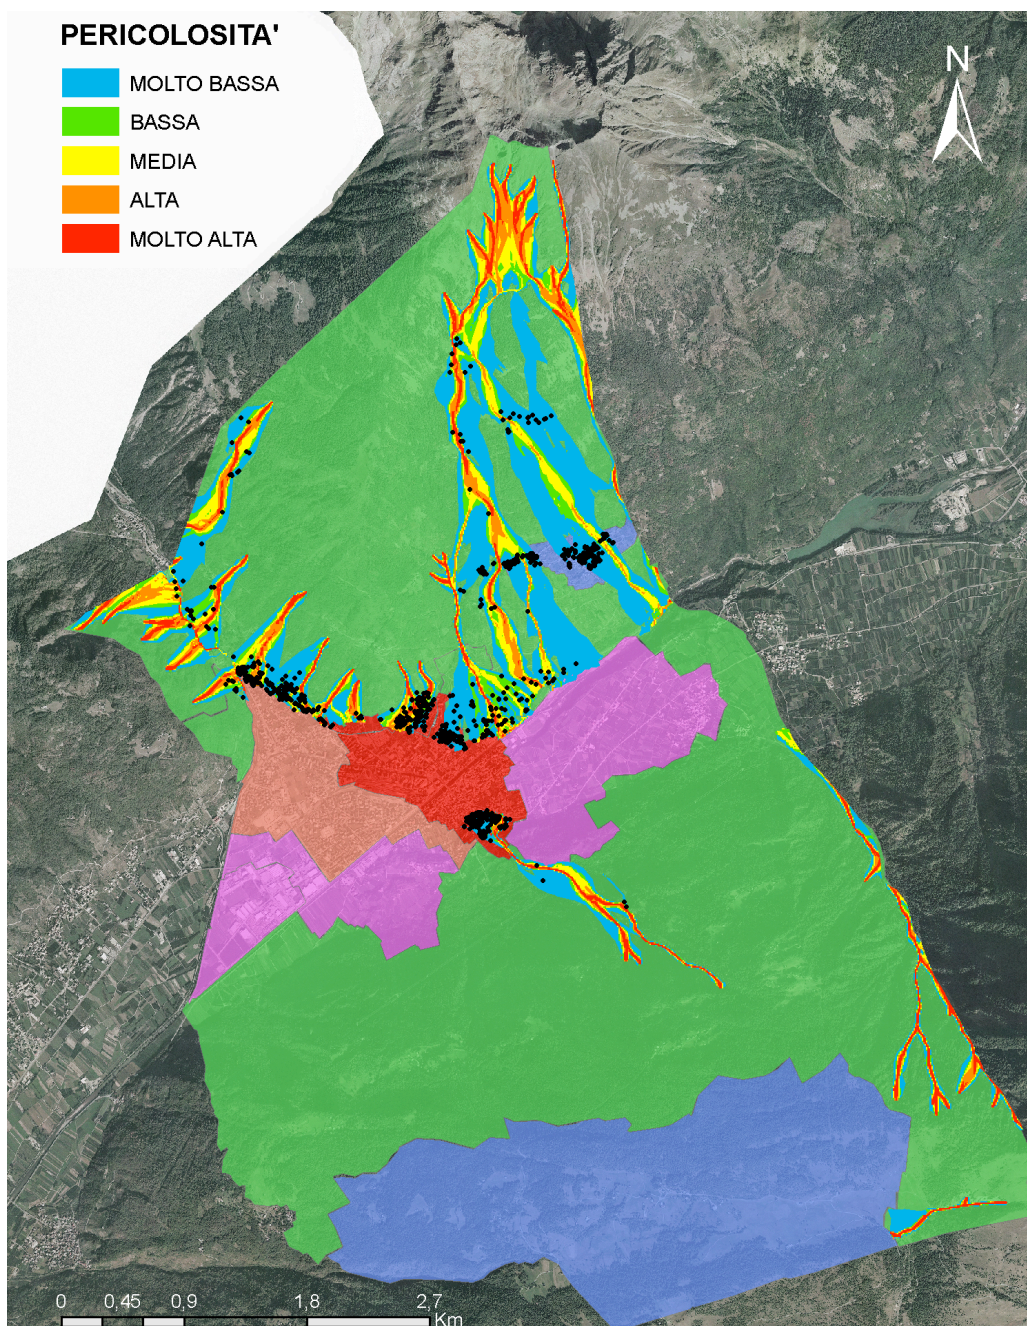 PERICOLOSITA'
MOLTO BASSA
BASSA
MEDIA
ALTA
MOLTO ALTA
N
0 0,45 0,9 1,8 2,7
Km